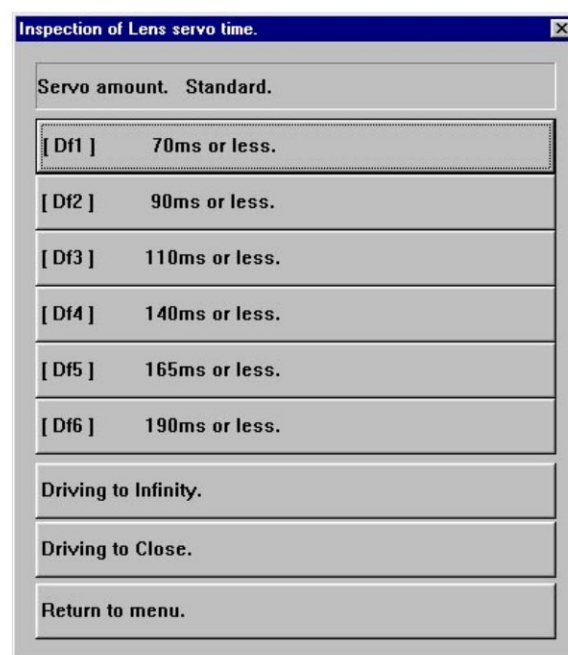 Inspection of Lens servo time.
Servo amount. Standard.
[ Df1 ] 70ms or less.
[ Df2 ] 90ms or less.
[ Df3 ] 110ms or less.
[ Df4 ] 140ms or less.
[ Df5 ] 165ms or less.
[ Df6 ] 190ms or less.
Driving to Infinity.
Driving to Close.
Return to menu.